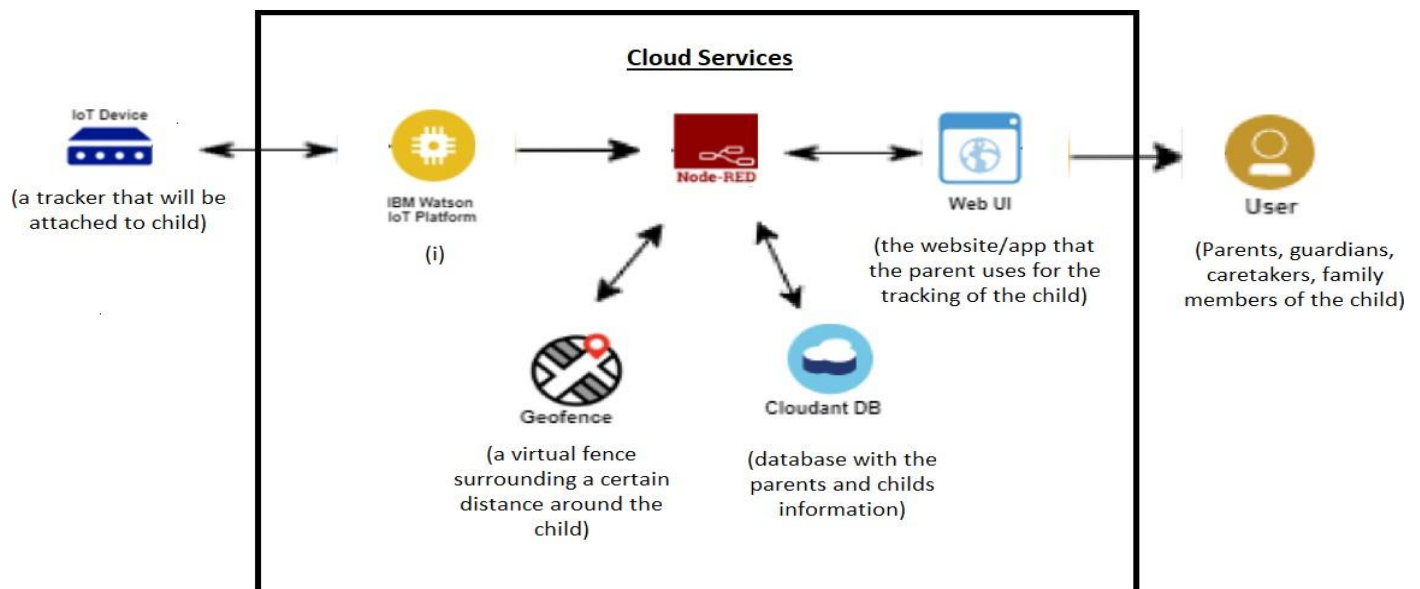 Cloud Services
IoT Device
(a tracker that will be
attached to child)
IBM Watson
IoT Platform
(i)
Node-RED
Web UI
(the website/app that
the parent uses for the
tracking of the child)
User
(Parents, guardians,
caretakers, family
members of the child)
Geofence
(a virtual fence
surrounding a certain
distance around the
child)
Cloudant DB
(database with the
parents and childs
information)